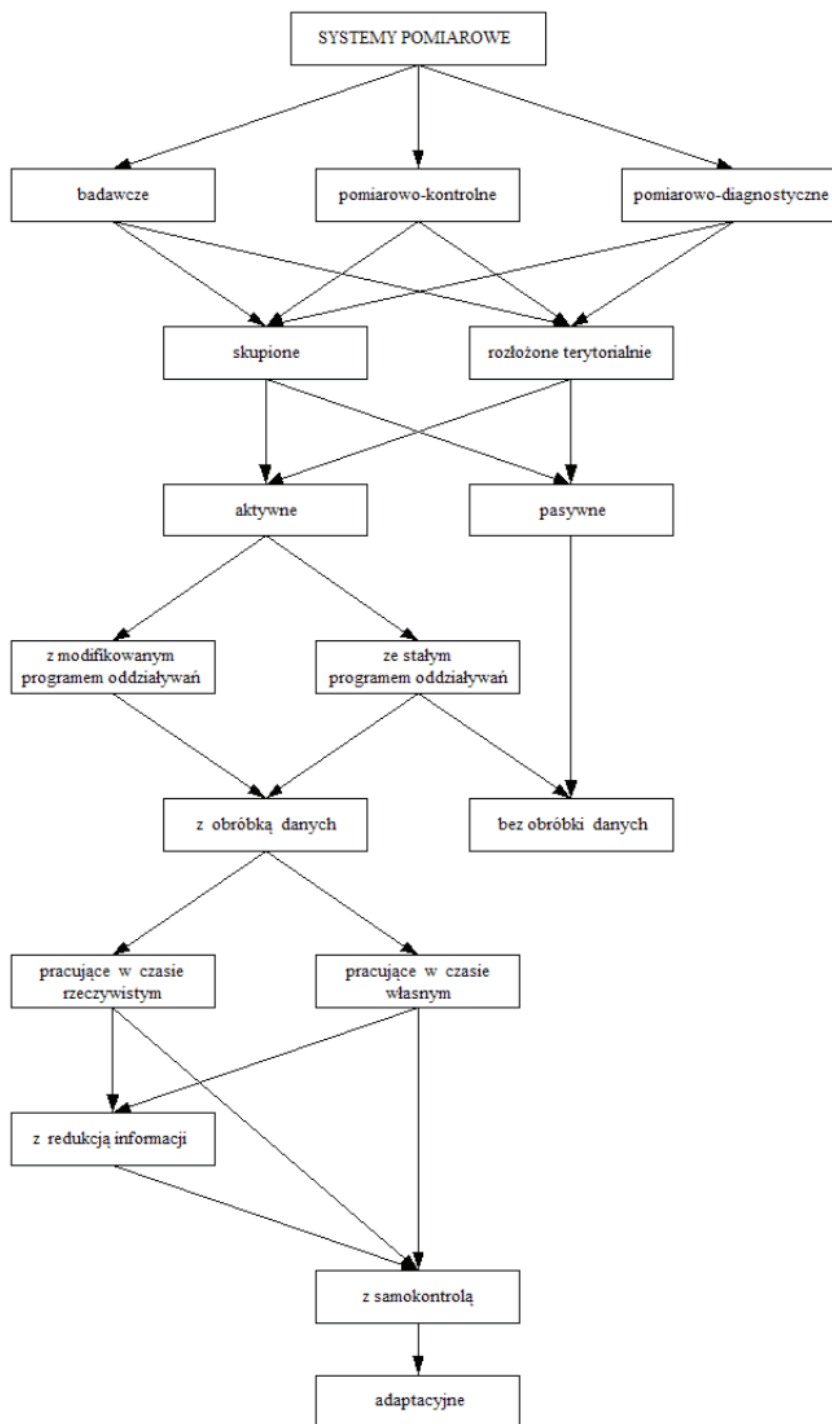 SYSTEMY POMIAROWE
badawcze
pomiarowo-kontrolne
pomiarowo-diagnostyczne
skupione
rozłożone terytorialnie
aktywne
pasywne
z modyfikowanym
programem oddziaływań
ze stałym
programem oddziaływań
z obróbką danych
bez obróbki danych
pracujące w czasie
rzeczywistym
pracujące w czasie
własnym
z redukcją informacji
z samokontrolą
adaptacyjne